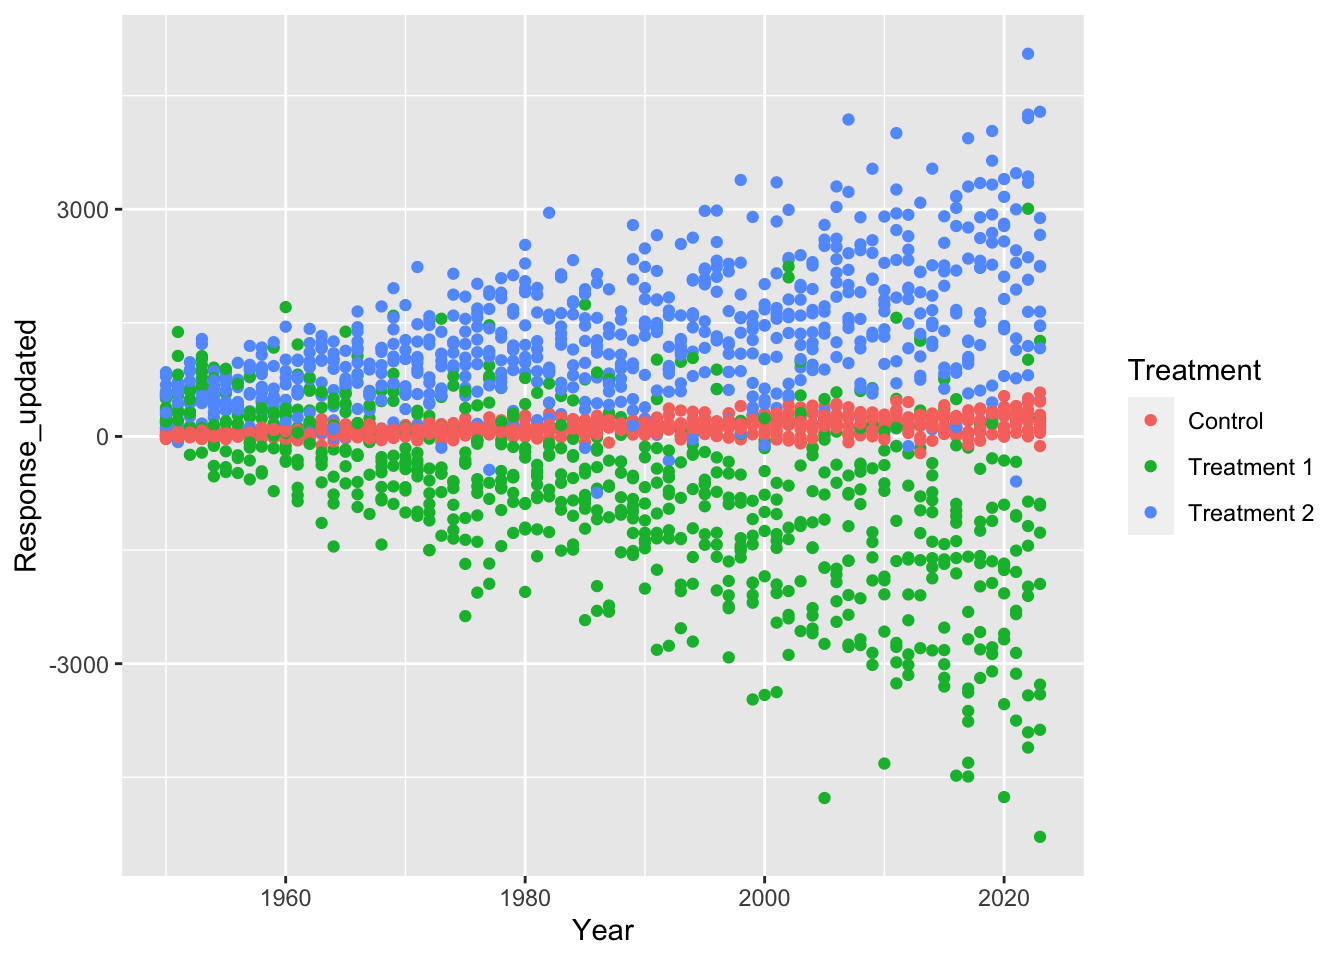 Response_updated
3000
0
-3000
1960 1980 2000 2020
Year
Treatment
Control
Treatment 1
Treatment 2